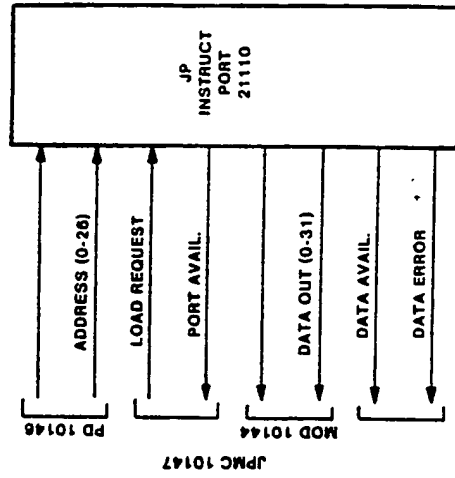 JP
INSTRUCT
PORT
21110
ADDRESS (0-26)
LOAD REQUEST
PORT AVAIL.
DATA OUT (0-31)
DATA AVAIL.
DATA ERROR
PD 10146
MOD 10144
JPMC 10147